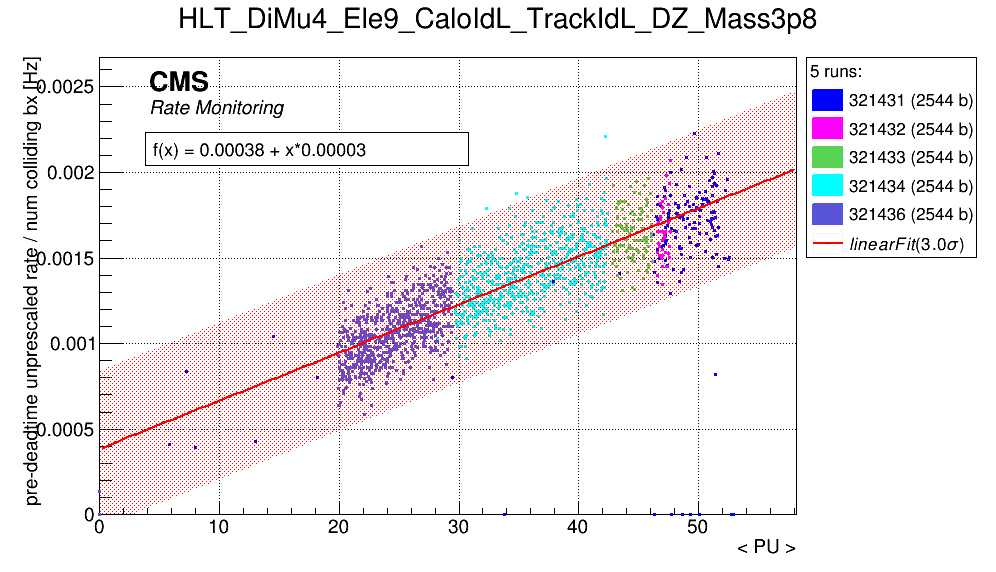 HLT_DiMu4_Ele9_CaloIdL_TrackIdL_DZ_Mass3p8
CMS
Rate Monitoring
f(x) = 0.00038 + x*0.00003
pre-deadtime unprescaled rate / num colliding bx [Hz]
0.0025
0.002
0.0015
0.001
0.0005
0
0 10 20 30 40 50
< PU >
5 runs:
321431 (2544 b)
321432 (2544 b)
321433 (2544 b)
321434 (2544 b)
321436 (2544 b)
linearFit(3.0σ)